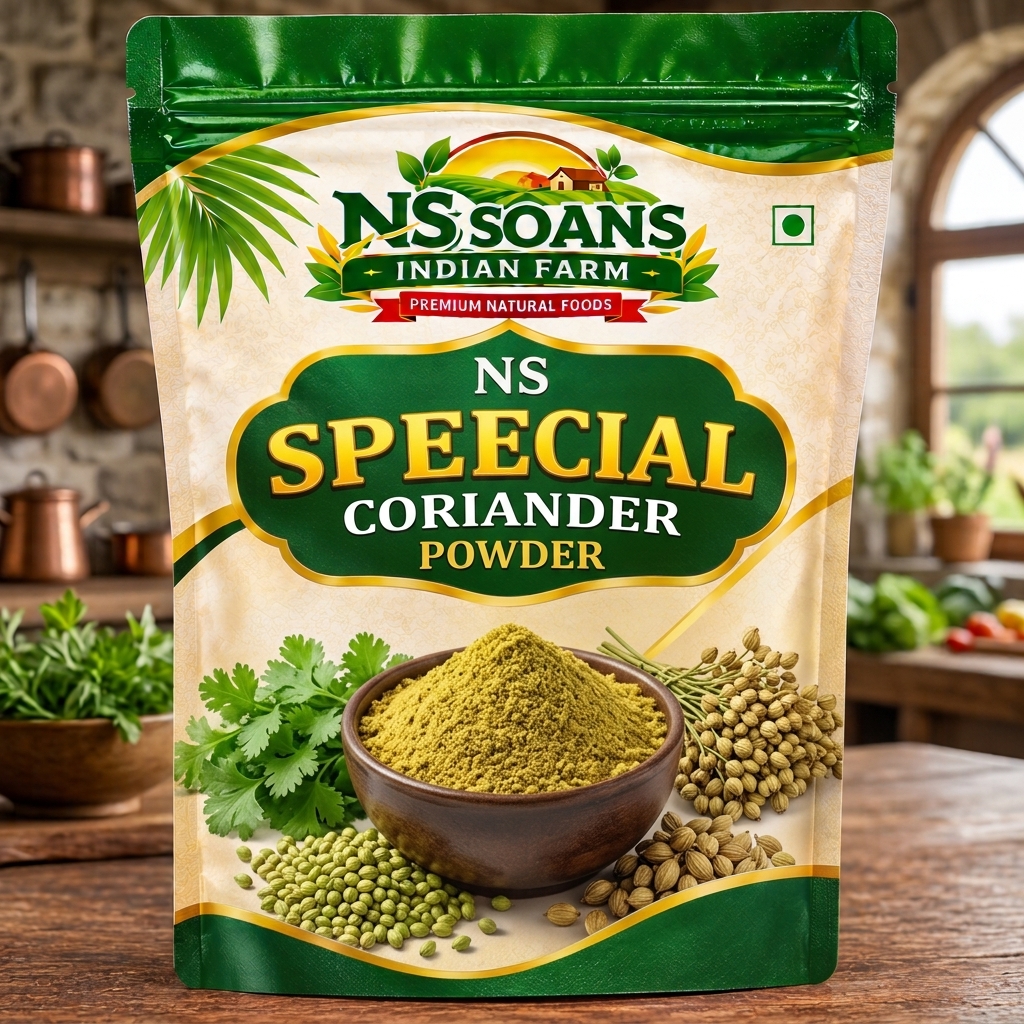 NS SOANS
INDIAN FARM
PREMIUM NATURAL FOODS
NS
SPEECIAL
CORIANDER
POWDER